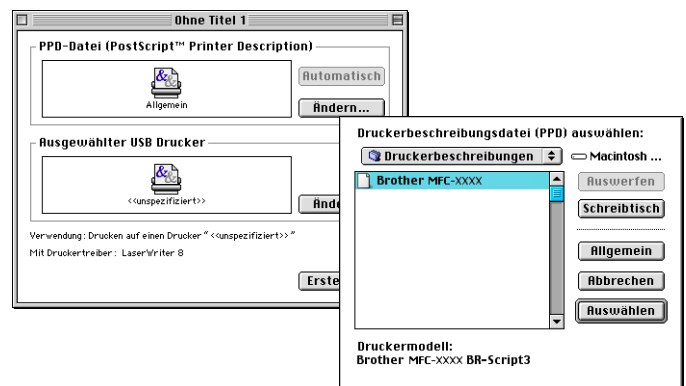 Ohne Titel 1
PPD-Datei (PostScript™ Printer Description)
Allgemein
Automatisch
Ändern...
Ausgewählter USB Drucker
<<unspezifiziert>>
Ände
Verwendung: Drucken auf einen Drucker “ <<unspezifiziert>> ”
Mit Druckertreiber: LaserWriter 8
Erste
Druckerbeschreibungsdatei (PPD) auswählen:
Druckerbeschreibungen
Macintosh ...
Brother MFC-XXXX
Auswerfen
Schreibtisch
Allgemein
Abbrechen
Auswählen
Druckermodell:
Brother MFC-XXXX BR-Script3